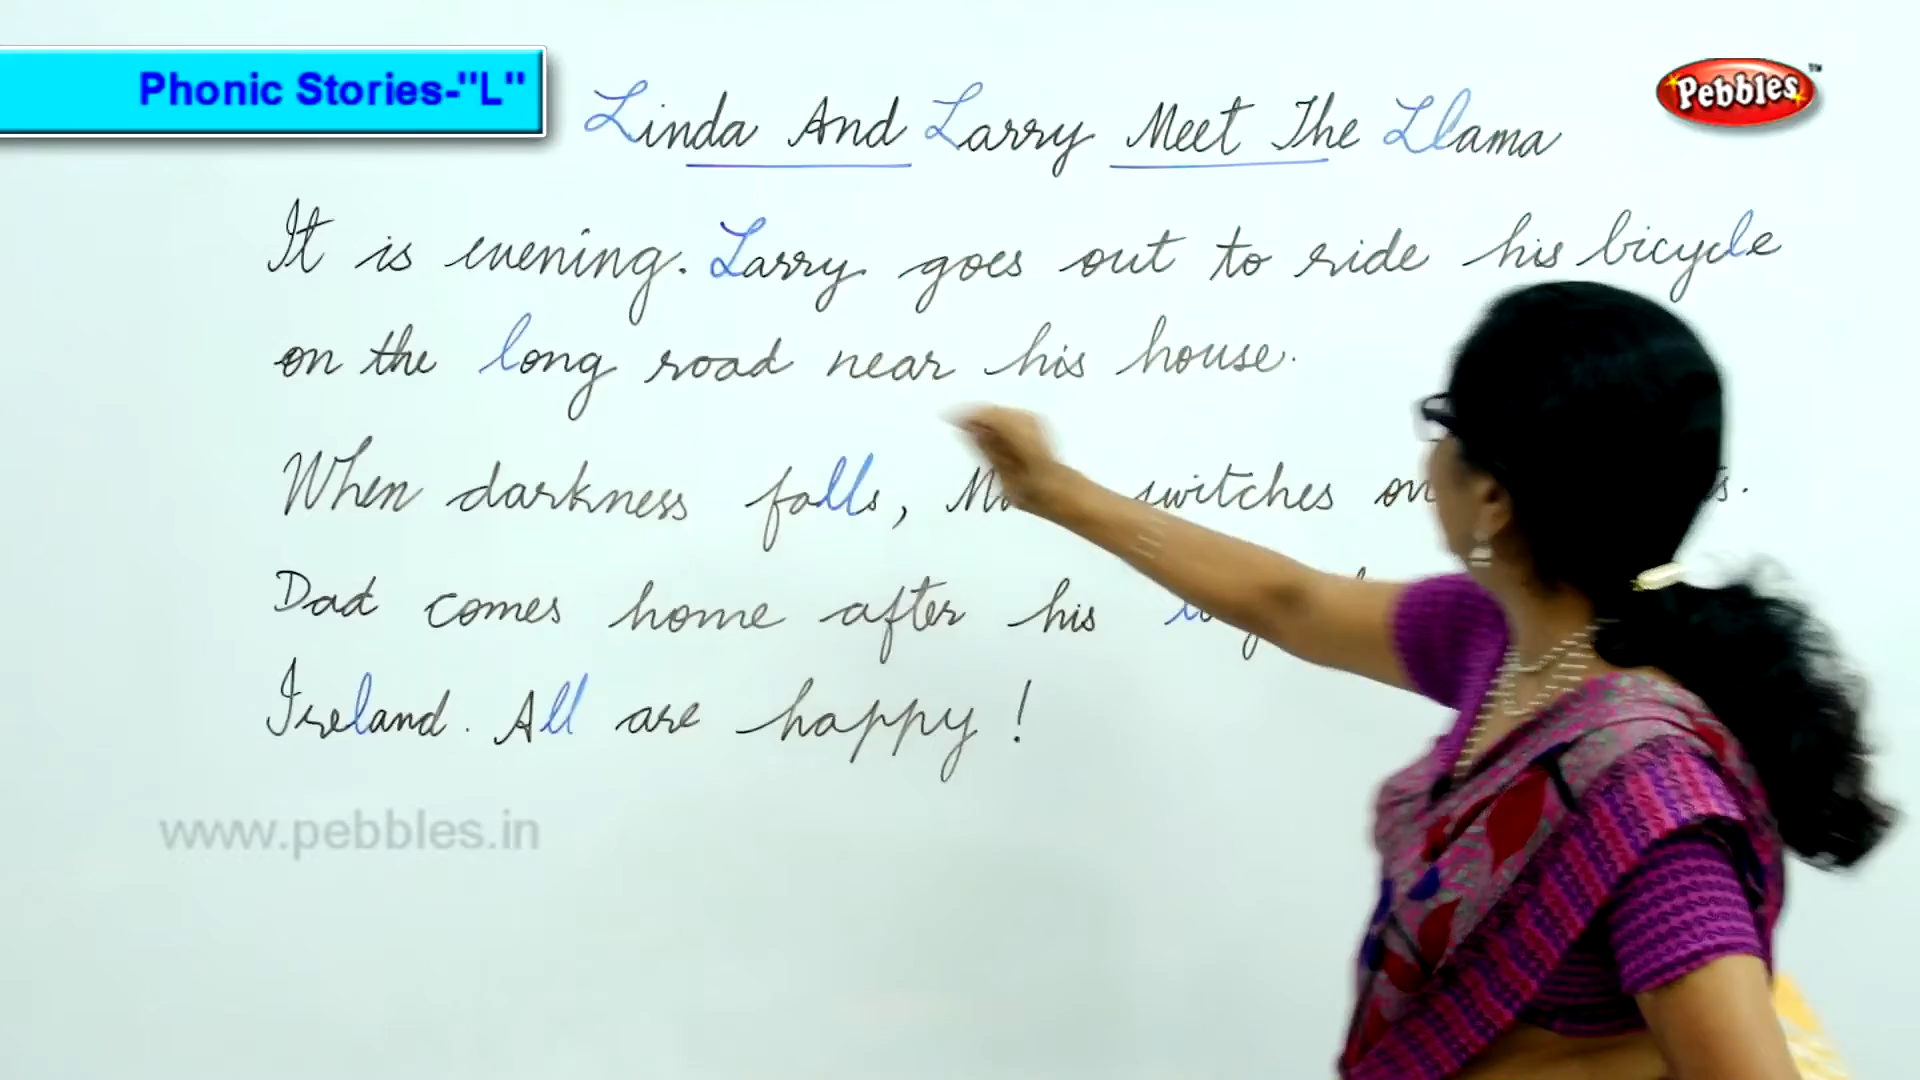 Phonic Stories-"L"
Pebbles™
Linda And Larry Meet The Llama
It is evening. Larry goes out to ride his bicycle
on the long road near his house.
When darkness falls, switches on
Dad comes home after his
Ireland. All are happy!
www.pebbles.in